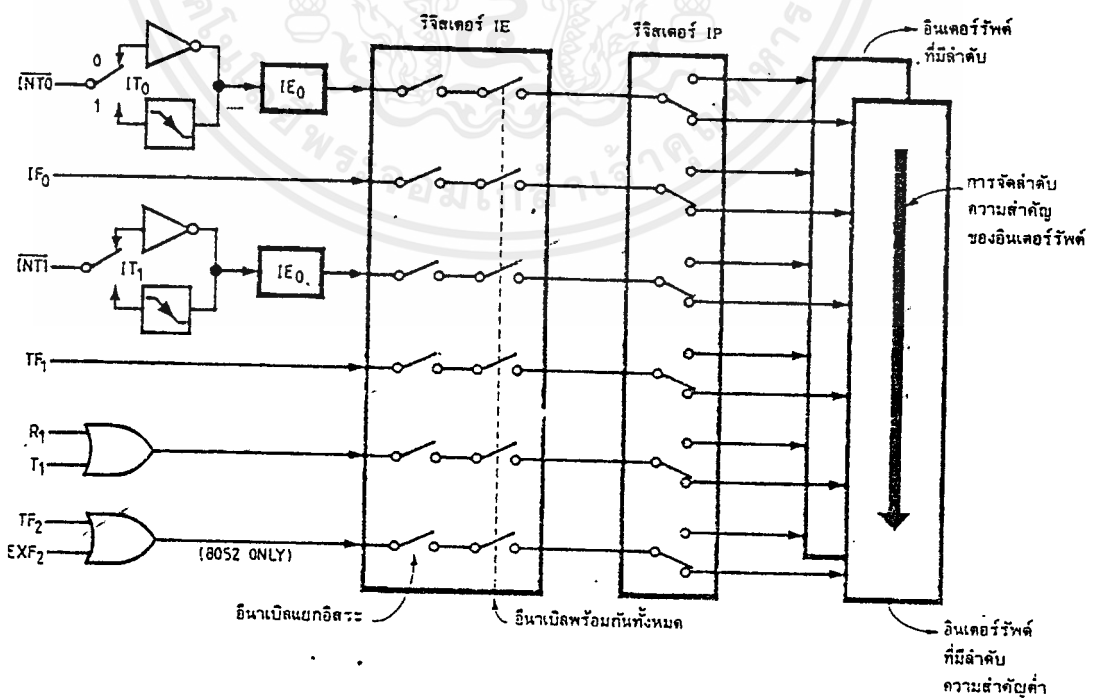 รีจิสเตอร์ IE
รีจิสเตอร์ IP
อินเตอร์รัพต์
ที่มีลำดับ
0
INT0
IT0
1
IE0
IF0
การจัดลำดับ
ความสำคัญ
ของอินเตอร์รัพต์
INT1
IT1
IE0
TF1
R1
T1
TF2
EXF2
(8052 ONLY)
อีนาเบิลแยกอิสระ
อีนาเบิลพร้อมกันทั้งหมด
อินเตอร์รัพต์
ที่มีลำดับ
ความสำคัญต่ำ